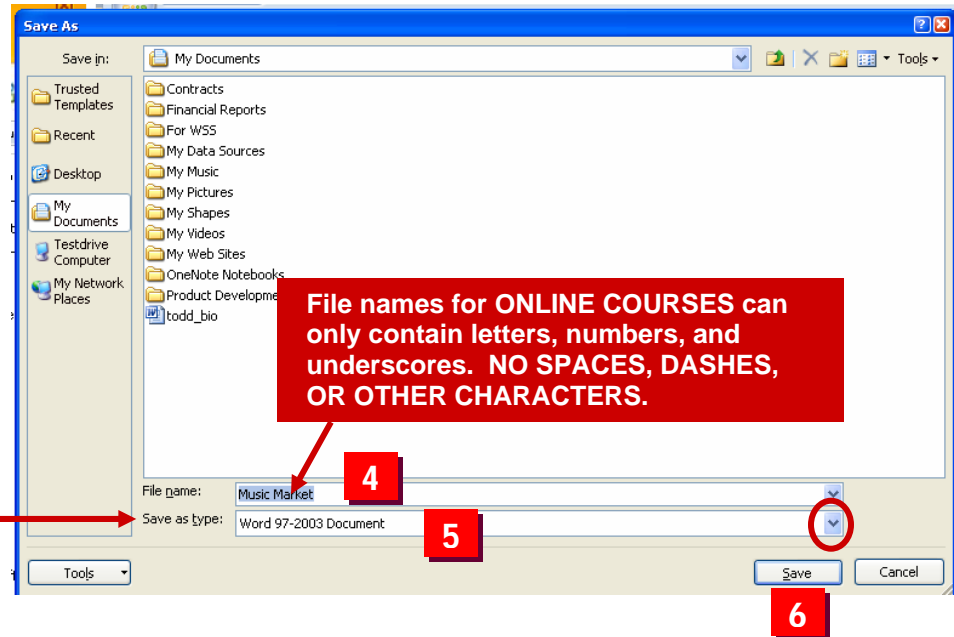 Save As
Save in:
My Documents
Tools
Trusted
Templates
Recent
Desktop
My
Documents
Testdrive
Computer
My Network
Places
Contracts
Financial Reports
For WSS
My Data Sources
My Music
My Pictures
My Shapes
My Videos
My Web Sites
OneNote Notebooks
Product Developme
todd_bio
File names for ONLINE COURSES can
only contain letters, numbers, and
underscores. NO SPACES, DASHES,
OR OTHER CHARACTERS.
File name:
Music Market
4
Save as type:
Word 97-2003 Document
5
Tools
Save
Cancel
6